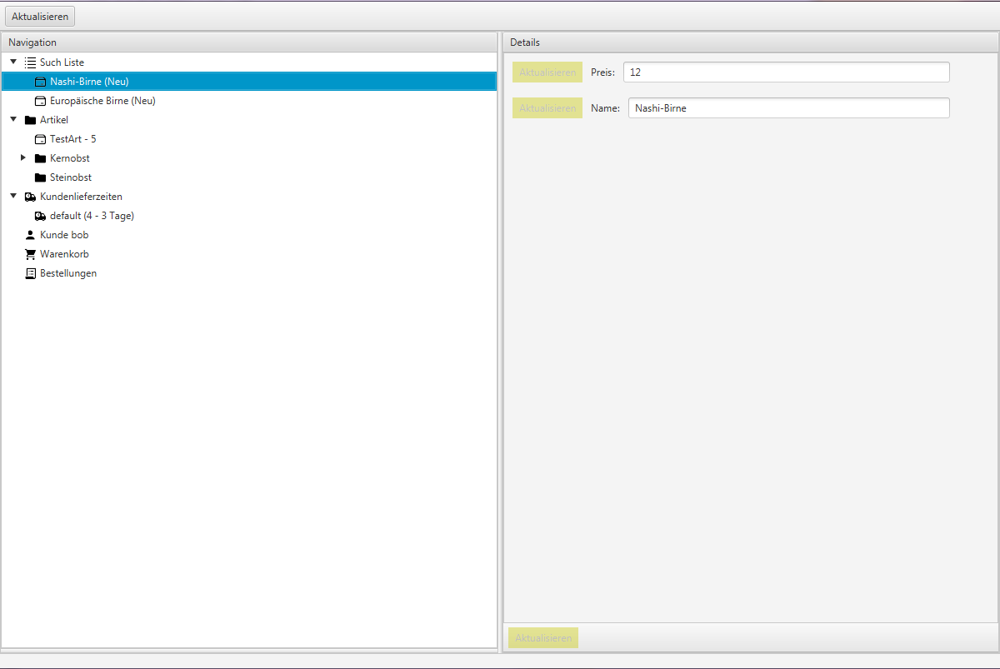 Aktualisieren
Navigation
Such Liste
Nashi-Birne (Neu)
Europäische Birne (Neu)
Artikel
TestArt - 5
Kernobst
Steinobst
Kundenlieferzeiten
default (4 - 3 Tage)
Kunde bob
Warenkorb
Bestellungen
Details
Aktualisieren Preis: 12
Aktualisieren Name: Nashi-Birne
Aktualisieren